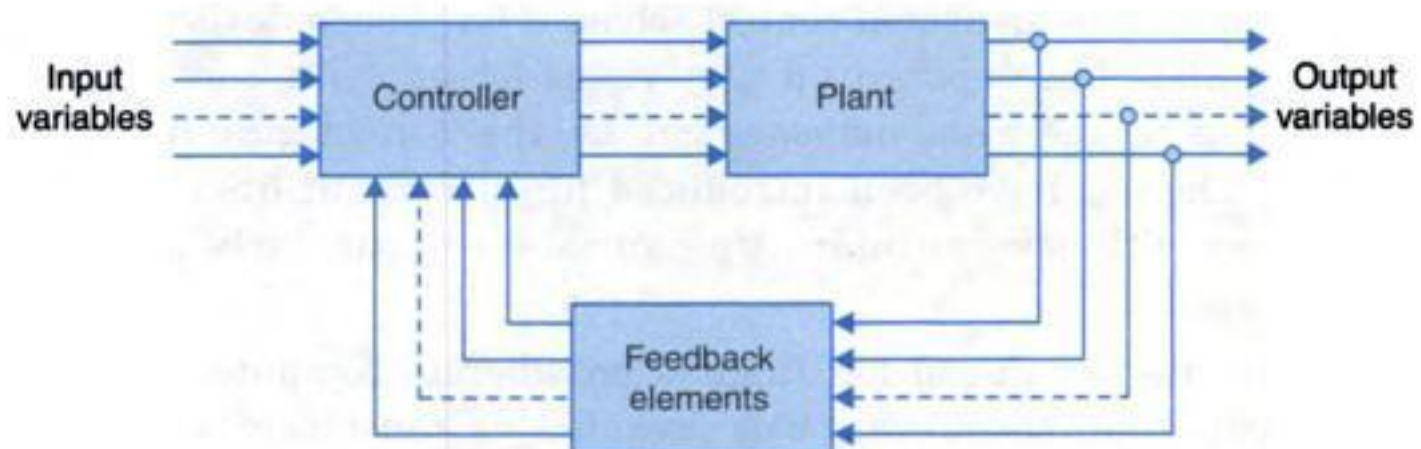 Input
variables
Controller
Plant
Output
variables
Feedback
elements